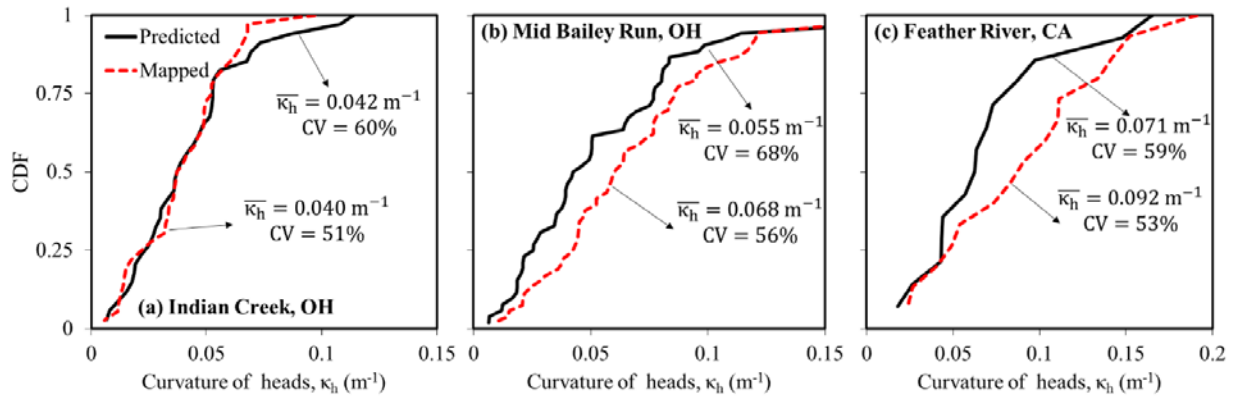 1
0.75
0.5
0.25
0
CDF
Predicted
Mapped
κh = 0.042 m⁻¹
CV = 60%
κh = 0.040 m⁻¹
CV = 51%
(a) Indian Creek, OH
0 0.05 0.1 0.15
Curvature of heads, κh (m⁻¹)
(b) Mid Bailey Run, OH
κh = 0.055 m⁻¹
CV = 68%
κh = 0.068 m⁻¹
CV = 56%
0 0.05 0.1 0.15
Curvature of heads, κh (m⁻¹)
(c) Feather River, CA
κh = 0.071 m⁻¹
CV = 59%
κh = 0.092 m⁻¹
CV = 53%
0 0.05 0.1 0.15 0.2
Curvature of heads, κh (m⁻¹)